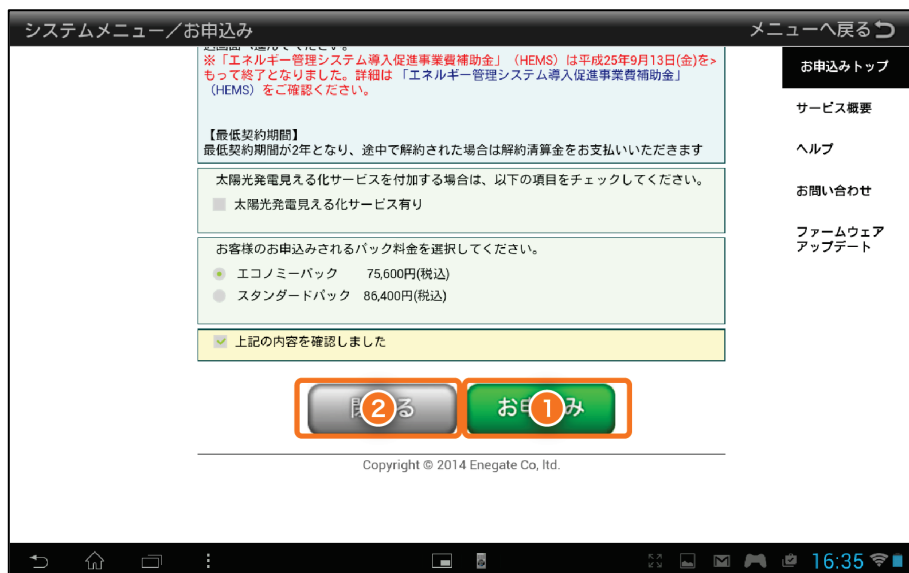 システムメニュー／お申込み
メニューへ戻る
※「エネルギー管理システム導入促進事業費補助金」（HEMS）は平成25年9月13日(金)を>
もって終了となりました。詳細は「エネルギー管理システム導入促進事業費補助金」
（HEMS）をご確認ください。
【最低契約期間】
最低契約期間が2年となり、途中で解約された場合は解約清算金をお支払いいただきます
太陽光発電見える化サービスを付加する場合は、以下の項目をチェックしてください。
太陽光発電見える化サービス有り
お客様のお申込みされるパック料金を選択してください。
エコノミーパック 75,600円(税込)
スタンダードパック 86,400円(税込)
上記の内容を確認しました
閉 2 る
お申 1 み
Copyright © 2014 Enegate Co, ltd.
お申込みトップ
サービス概要
ヘルプ
お問い合わせ
ファームウェア
アップデート
16:35